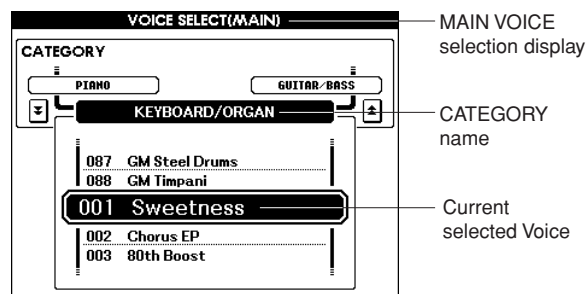 VOICE SELECT(MAIN)
MAIN VOICE
selection display
CATEGORY
PIANO
GUITAR/BASS
KEYBOARD/ORGAN
CATEGORY
name
087 GM Steel Drums
088 GM Timpani
001 Sweetness
Current
selected Voice
002 Chorus EP
003 80th Boost